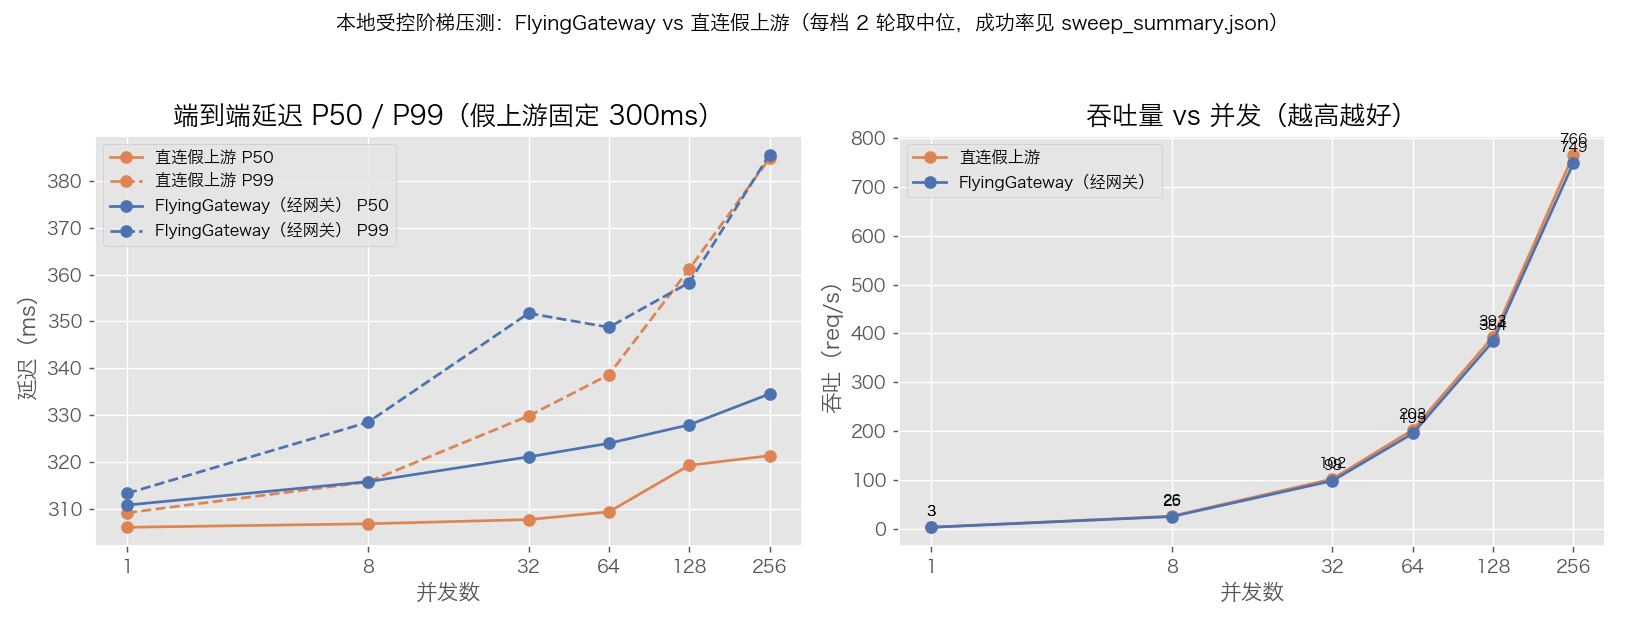 本地受控阶梯压测：FlyingGateway vs 直连假上游（每档 2 轮取中位，成功率见 sweep_summary.json）
端到端延迟 P50 / P99（假上游固定 300ms）
直连假上游 P50
直连假上游 P99
FlyingGateway（经网关） P50
FlyingGateway（经网关） P99
延迟（ms）
380
370
360
350
340
330
320
310
1
8
32
64
128
256
并发数
吞吐量 vs 并发（越高越好）
直连假上游
FlyingGateway（经网关）
吞吐（req/s）
800
700
600
500
400
300
200
100
0
766
749
384
102
98
26
3
1
8
32
64
128
256
并发数